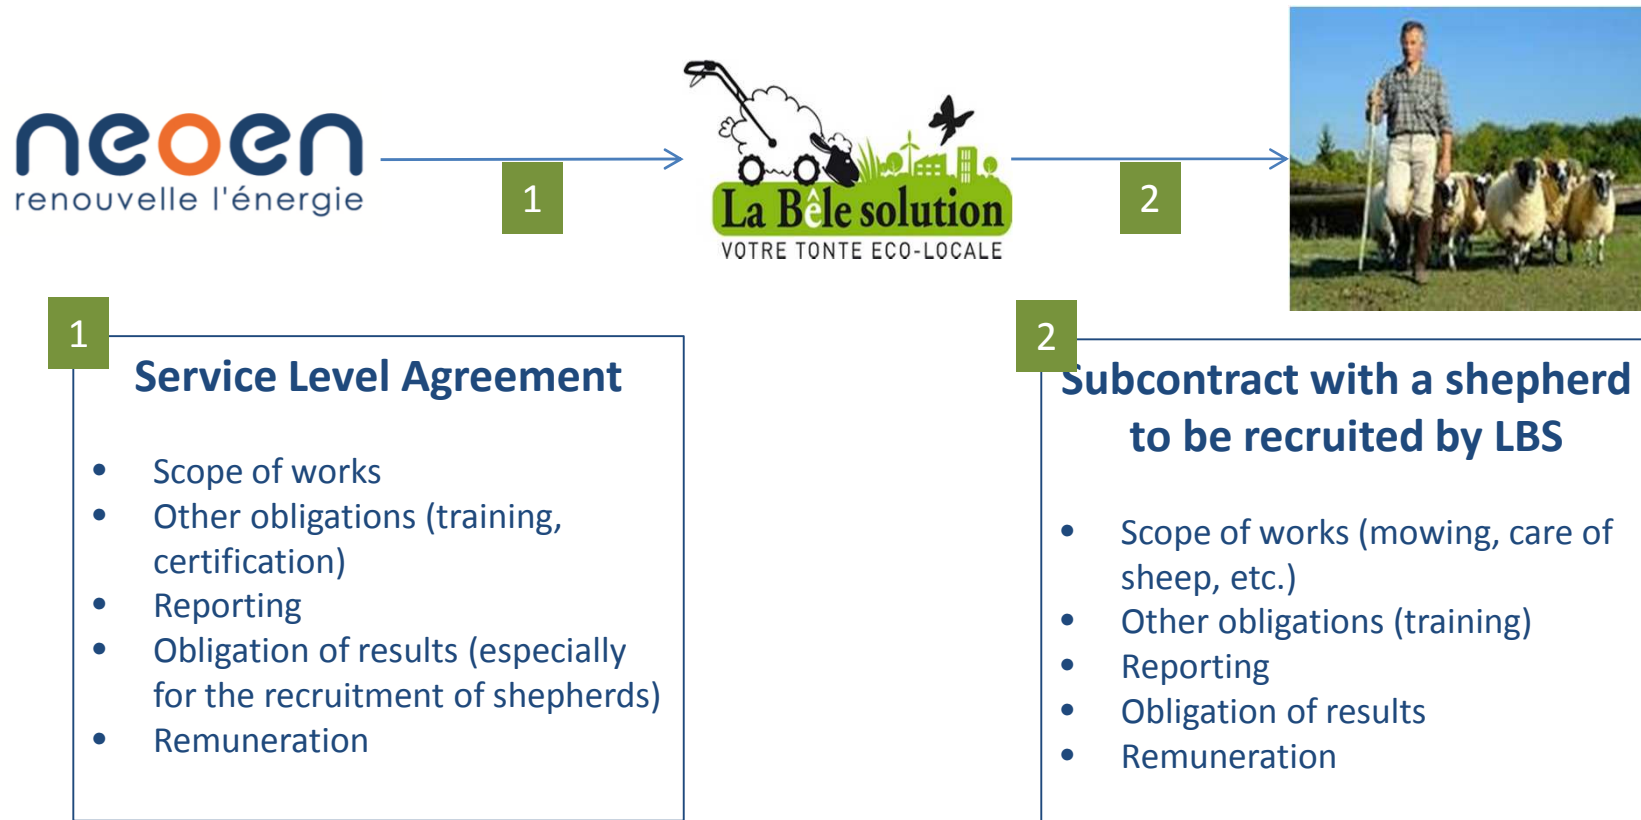 neoen
renouvelle l'énergie
1
La Bêle solution
VOTRE TONTE ECO-LOCALE
2
1
Service Level Agreement
• Scope of works
• Other obligations (training,
certification)
• Reporting
• Obligation of results (especially
for the recruitment of shepherds)
• Remuneration
2
Subcontract with a shepherd
to be recruited by LBS
• Scope of works (mowing, care of
sheep, etc.)
• Other obligations (training)
• Reporting
• Obligation of results
• Remuneration